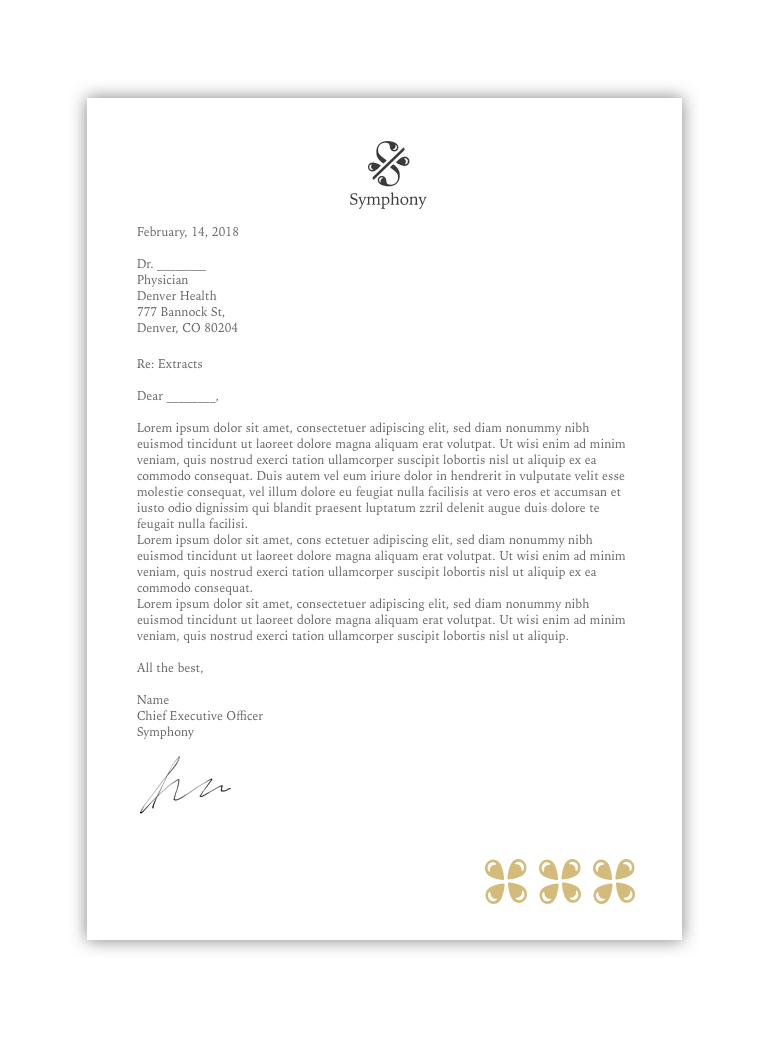 Symphony
February, 14, 2018
Dr. ________
Physician
Denver Health
777 Bannock St,
Denver, CO 80204
Re: Extracts
Dear ________,
Lorem ipsum dolor sit amet, consectetuer adipiscing elit, sed diam nonummy nibh
euismod tincidunt ut laoreet dolore magna aliquam erat volutpat. Ut wisi enim ad minim
veniam, quis nostrud exerci tation ullamcorper suscipit lobortis nisl ut aliquip ex ea
commodo consequat. Duis autem vel eum iriure dolor in hendrerit in vulputate velit esse
molestie consequat, vel illum dolore eu feugiat nulla facilisis at vero eros et accumsan et
iusto odio dignissim qui blandit praesent luptatum zzril delenit augue duis dolore te
feugait nulla facilisi.
Lorem ipsum dolor sit amet, cons ectetuer adipiscing elit, sed diam nonummy nibh
euismod tincidunt ut laoreet dolore magna aliquam erat volutpat. Ut wisi enim ad minim
veniam, quis nostrud exerci tation ullamcorper suscipit lobortis nisl ut aliquip ex ea
commodo consequat.
Lorem ipsum dolor sit amet, consectetuer adipiscing elit, sed diam nonummy nibh
euismod tincidunt ut laoreet dolore magna aliquam erat volutpat. Ut wisi enim ad minim
veniam, quis nostrud exerci tation ullamcorper suscipit lobortis nisl ut aliquip.
All the best,
Name
Chief Executive Officer
Symphony